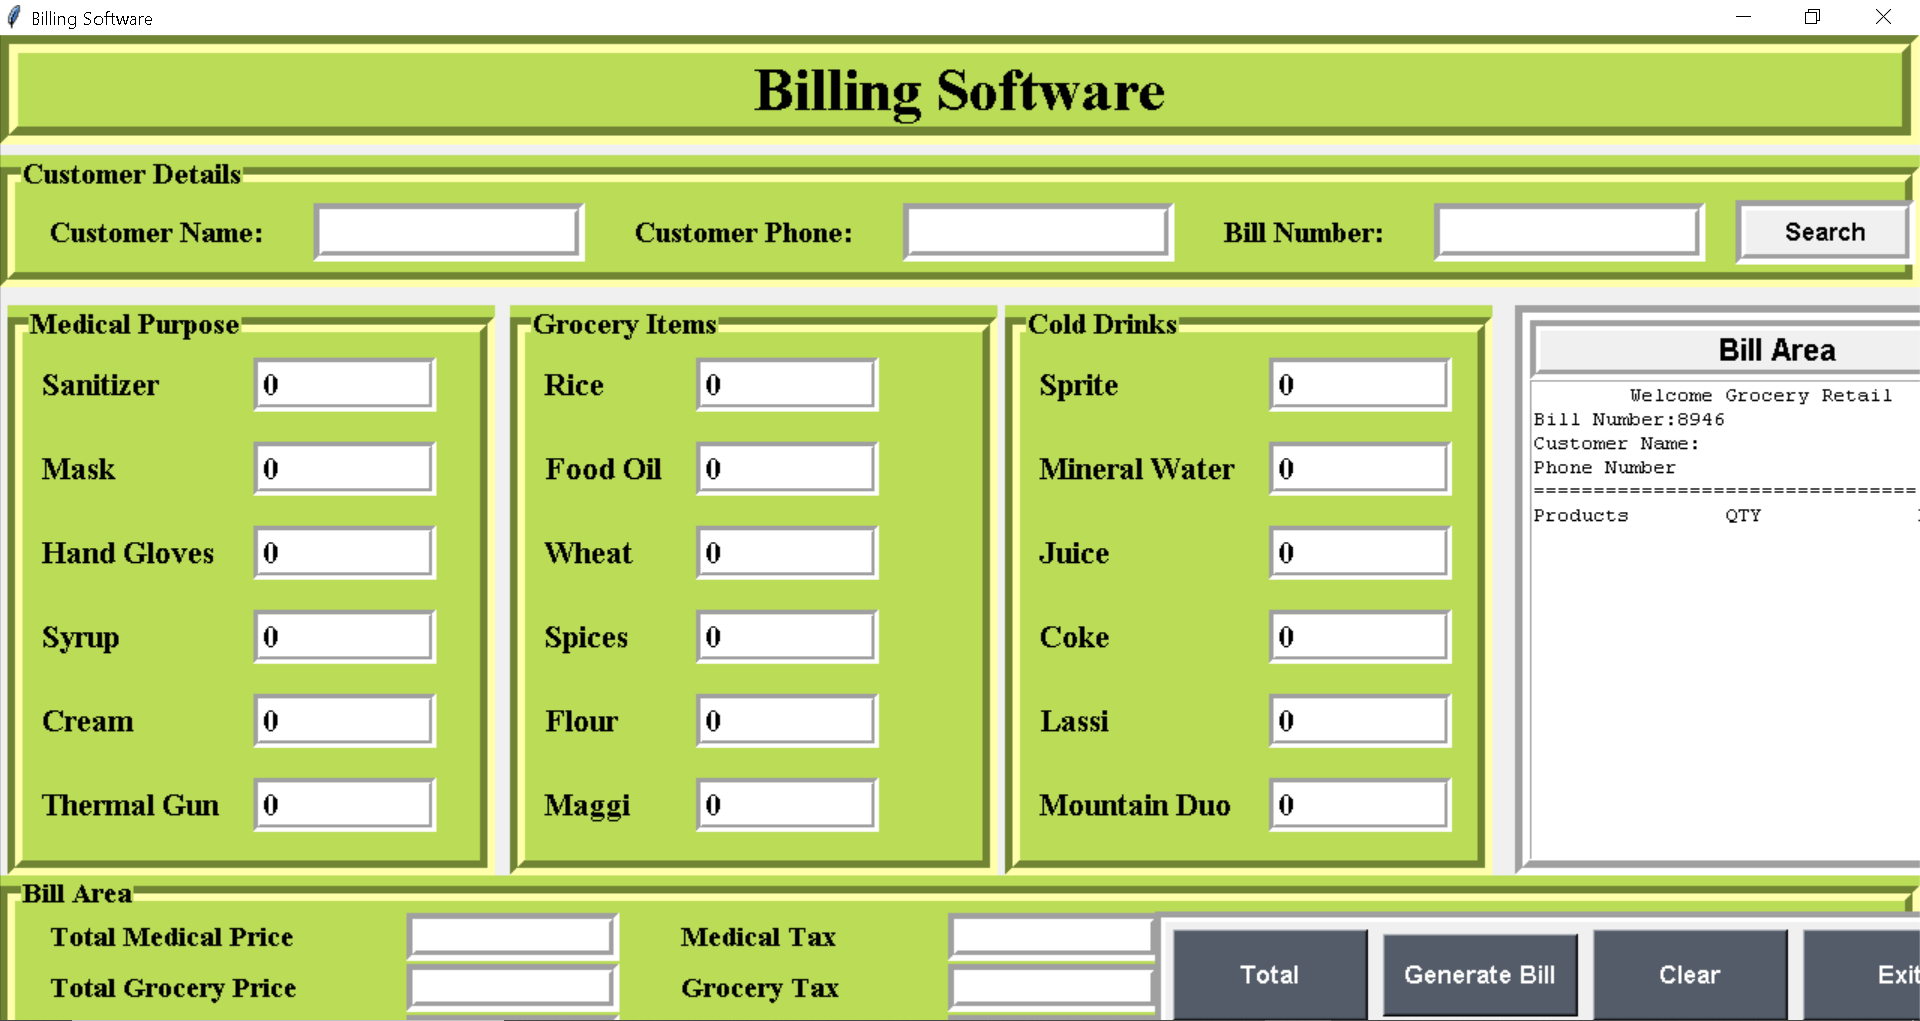 Billing Software
Billing Software
Customer Details
Customer Name:
Customer Phone:
Bill Number:
Search
Medical Purpose
Sanitizer 0
Mask 0
Hand Gloves 0
Syrup 0
Cream 0
Thermal Gun 0
Grocery Items
Rice 0
Food Oil 0
Wheat 0
Spices 0
Flour 0
Maggi 0
Cold Drinks
Sprite 0
Mineral Water 0
Juice 0
Coke 0
Lassi 0
Mountain Duo 0
Bill Area
Welcome Grocery Retail
Bill Number:8946
Customer Name:
Phone Number
================================
Products QTY
Bill Area
Total Medical Price
Medical Tax
Total Grocery Price
Grocery Tax
Total
Generate Bill
Clear
Exit